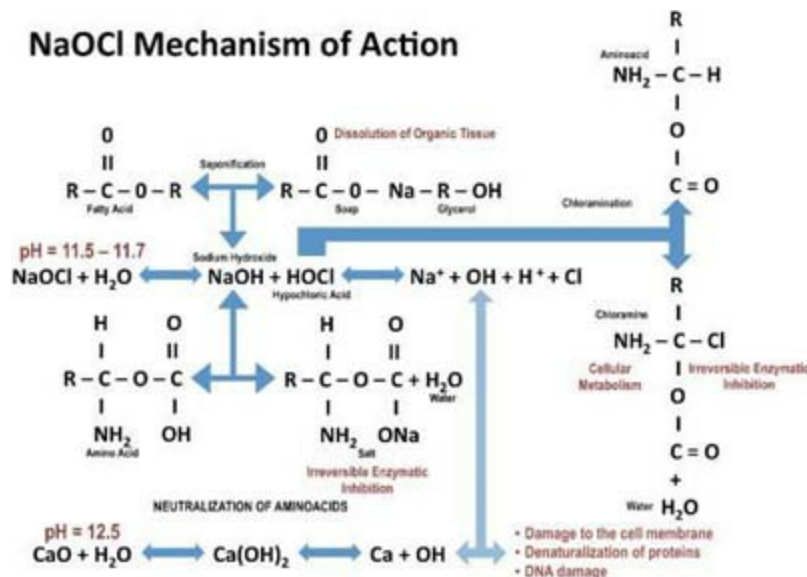 NaOCl Mechanism of Action
R
Aminoacid
NH₂ – C – H
O
C = O
O
O Dissolution of Organic Tissue
Saponification
R – C – O – R
R – C – O – Na – R – OH
Fatty Acid
Soap
Glycerol
Chloramination
pH = 11.5 – 11.7
Sodium Hydroxide
NaOCl + H₂O
NaOH + HOCl
Na⁺ + OH + H⁺ + Cl
Hypochloric Acid
R
H O
H O
Chloramine
NH₂ – C – Cl
R – C – O – C
R – C – O – C + H₂O
Water
Cellular Metabolism
Irreversible Enzymatic Inhibition
O
NH₂ OH
Amino Acid
NH₂ ONa
Salt
Irreversible Enzymatic
Inhibition
C = O
+
Water H₂O
NEUTRALIZATION OF AMINOACIDS
pH = 12.5
CaO + H₂O
Ca(OH)₂
Ca + OH
• Damage to the cell membrane
• Denaturalization of proteins
• DNA damage